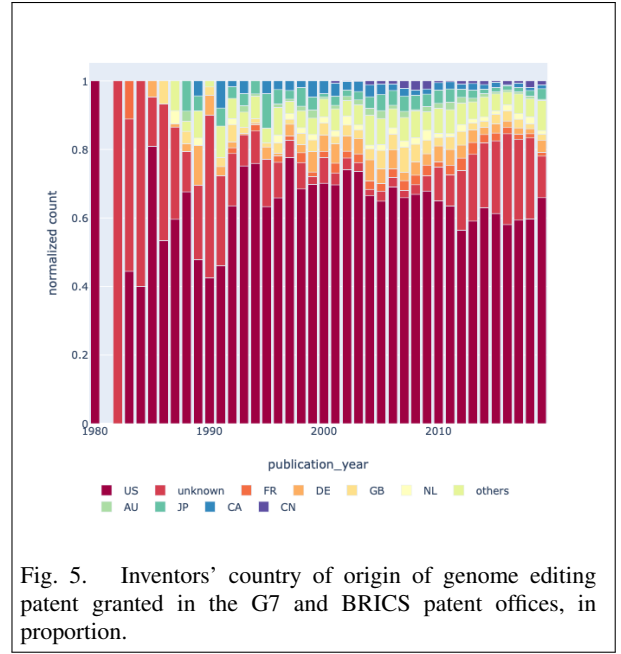 1
0.8
0.6
0.4
0.2
0
normalized count
1980 1990 2000 2010
publication_year
US unknown FR DE GB NL others
AU JP CA CN
Fig. 5. Inventors' country of origin of genome editing
patent granted in the G7 and BRICS patent offices, in
proportion.